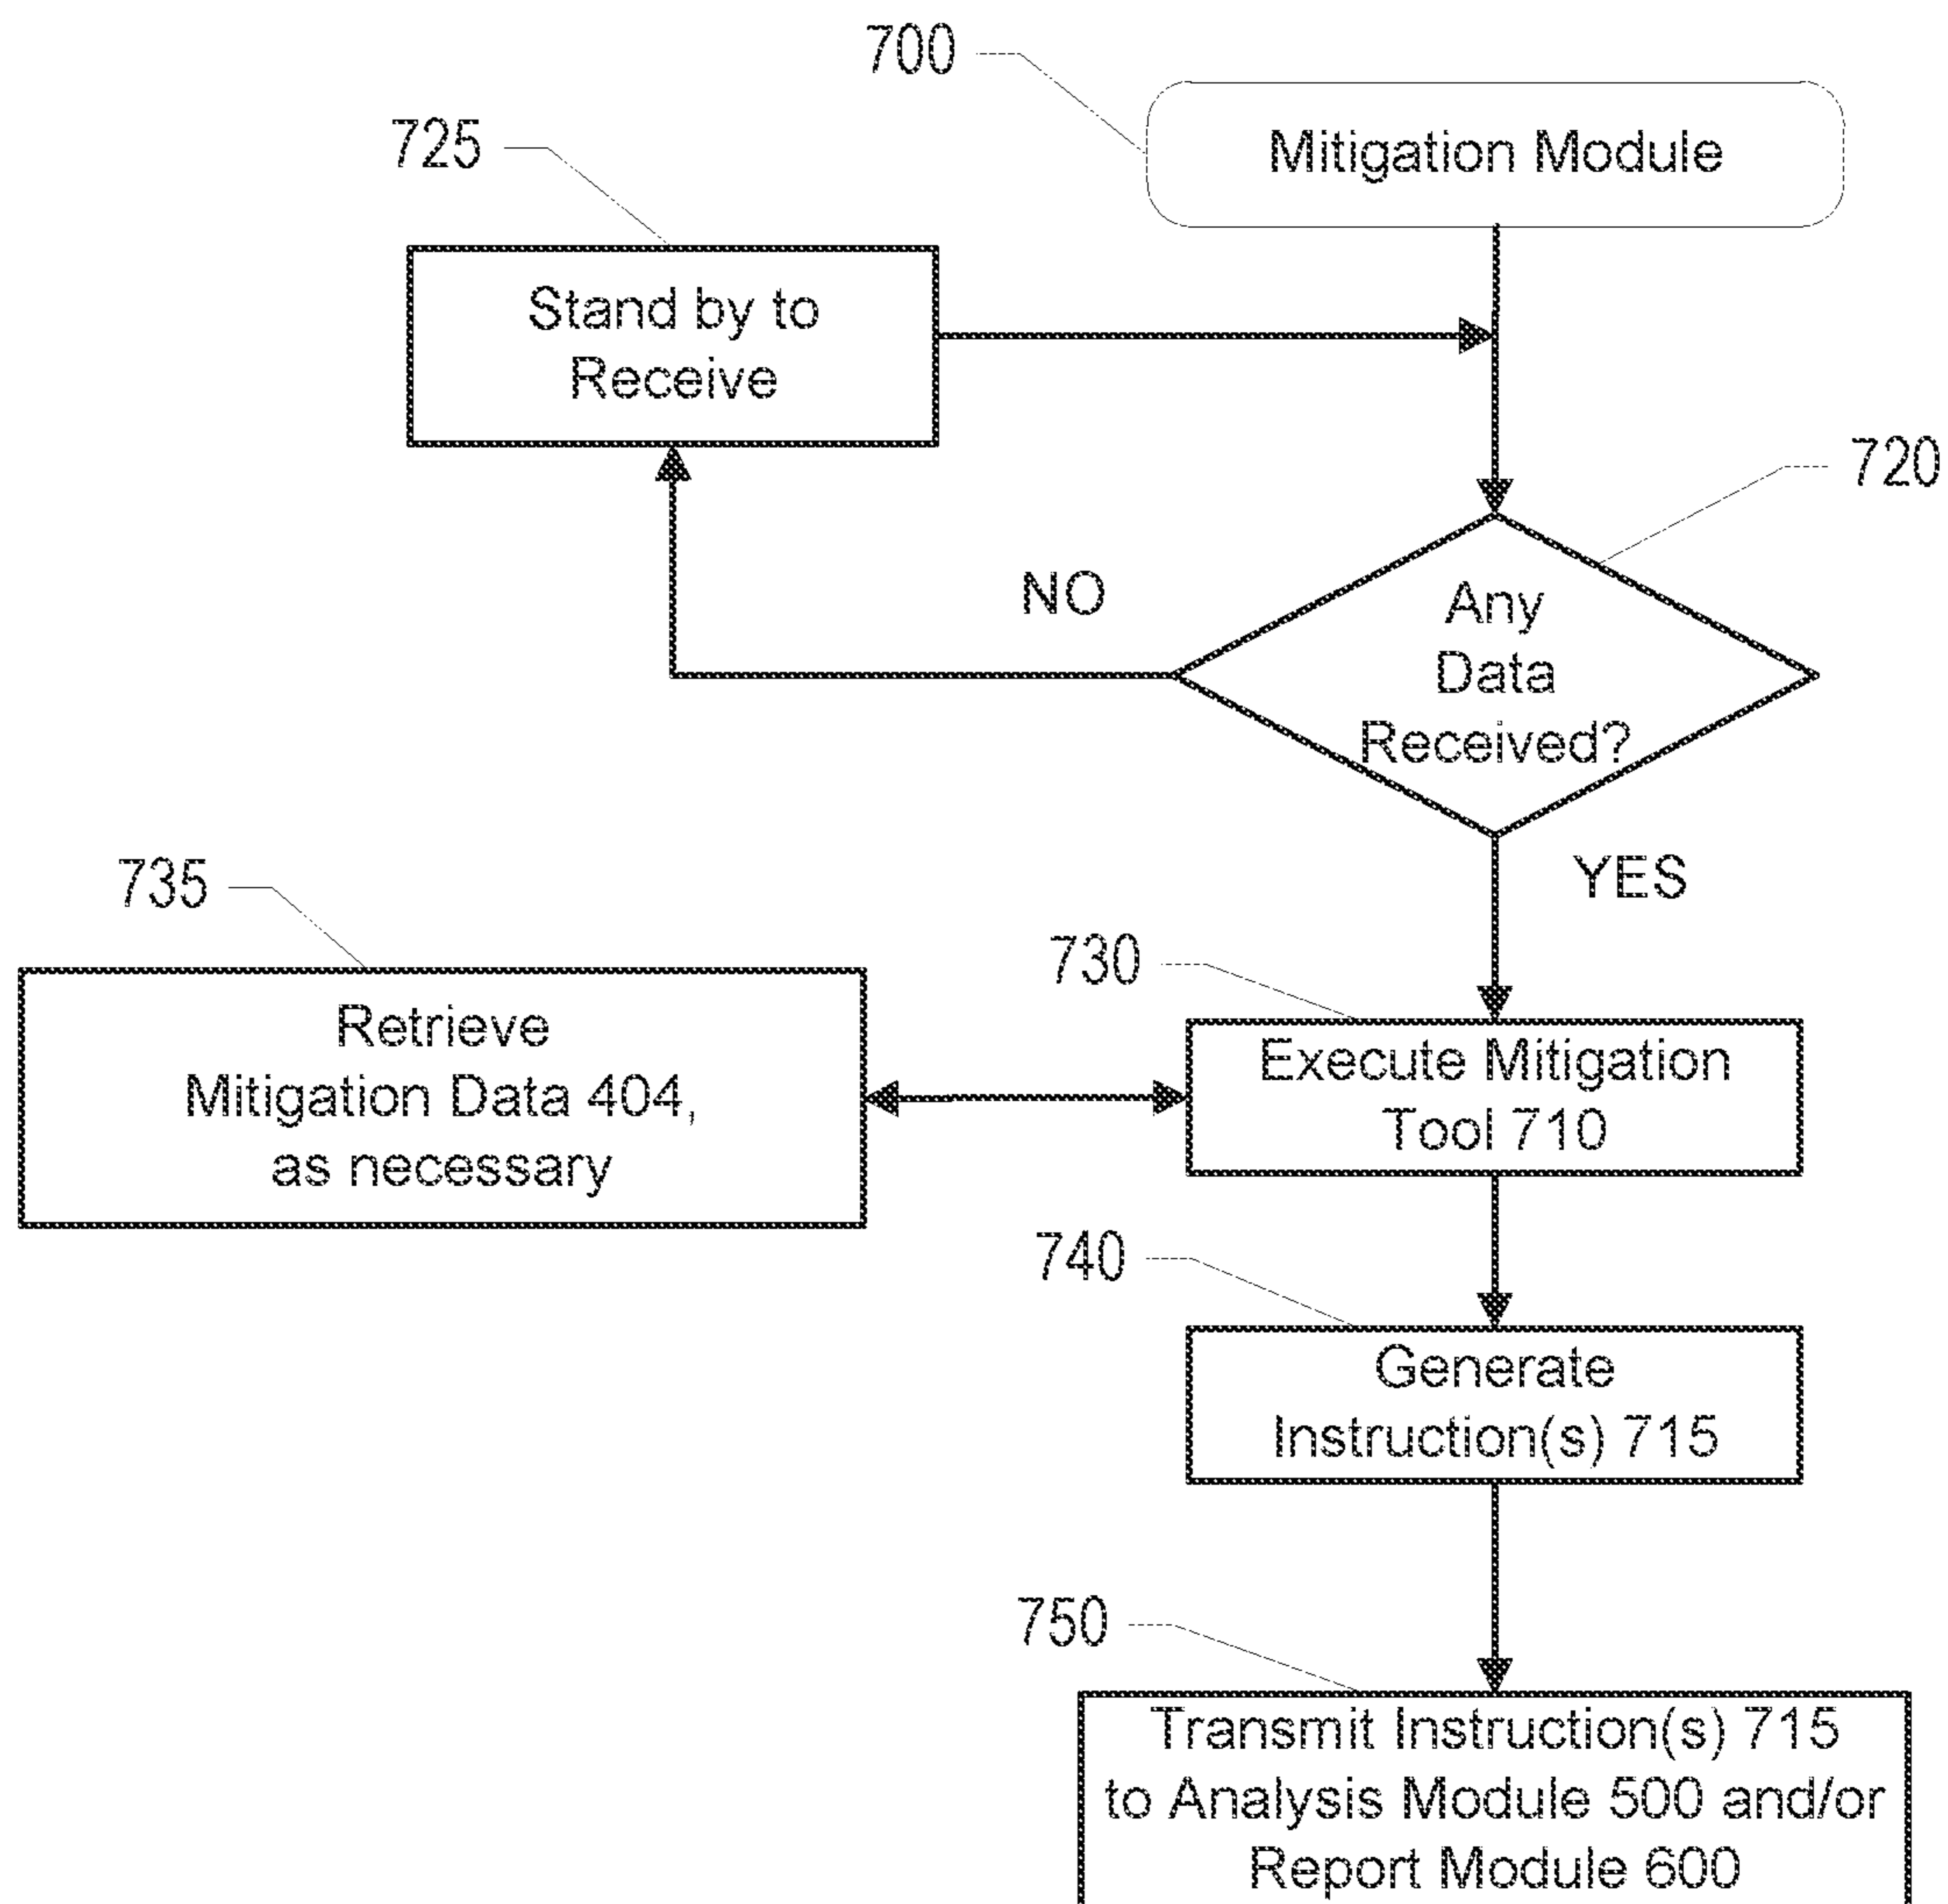 700
Mitigation Module
725
Stand by to
Receive
720
NO
Any
Data
Received?
YES
735
Retrieve
Mitigation Data 404,
as necessary
730
Execute Mitigation
Tool 710
740
Generate
Instruction(s) 715
750
Transmit Instruction(s) 715
to Analysis Module 500 and/or
Report Module 600